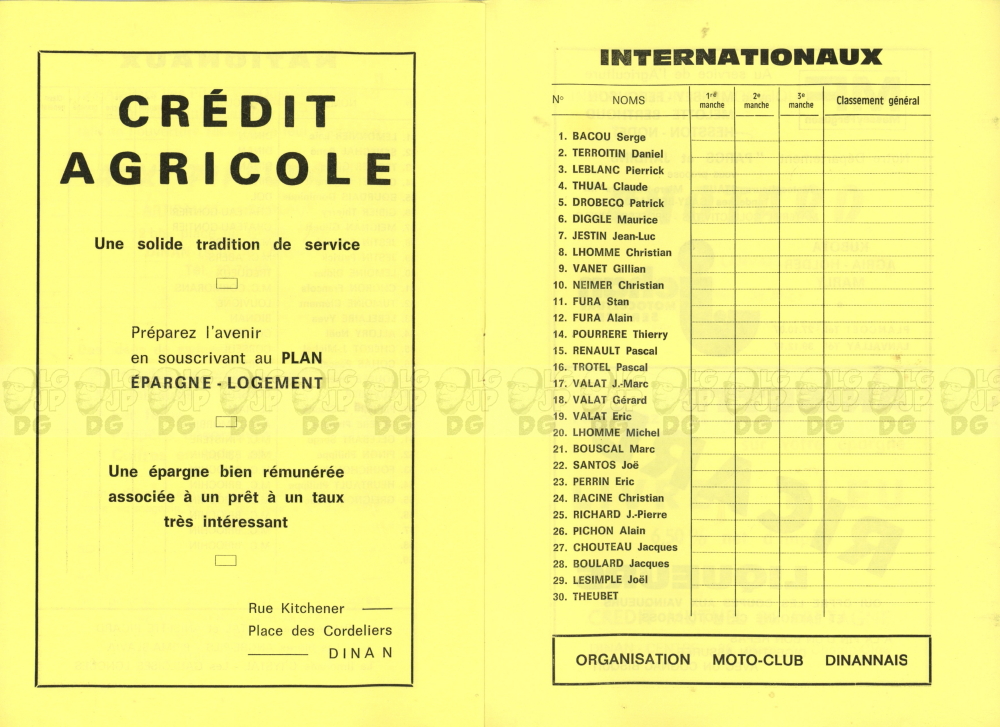 CRÉDIT
AGRICOLE
Une solide tradition de service
Préparez l'avenir
en souscrivant au PLAN
ÉPARGNE - LOGEMENT
Une épargne bien rémunérée
associée à un prêt à un taux
très intéressant
Rue Kitchener
Place des Cordeliers
DINAN
INTERNATIONAUX
N° NOMS 1re manche 2e manche 3e manche Classement général
1. BACOU Serge
2. TERROITIN Daniel
3. LEBLANC Pierrick
4. THUAL Claude
5. DROBECQ Patrick
6. DIGGLE Maurice
7. JESTIN Jean-Luc
8. LHOMME Christian
9. VANET Gillian
10. NEIMER Christian
11. FURA Stan
12. FURA Alain
14. POURRERE Thierry
15. RENAULT Pascal
16. TROTEL Pascal
17. VALAT J.-Marc
18. VALAT Gérard
19. VALAT Eric
20. LHOMME Michel
21. BOUSCAL Marc
22. SANTOS Joë
23. PERRIN Eric
24. RACINE Christian
25. RICHARD J.-Pierre
26. PICHON Alain
27. CHOUTEAU Jacques
28. BOULARD Jacques
29. LESIMPLE Joël
30. THEUBET
ORGANISATION MOTO-CLUB DINANNAIS